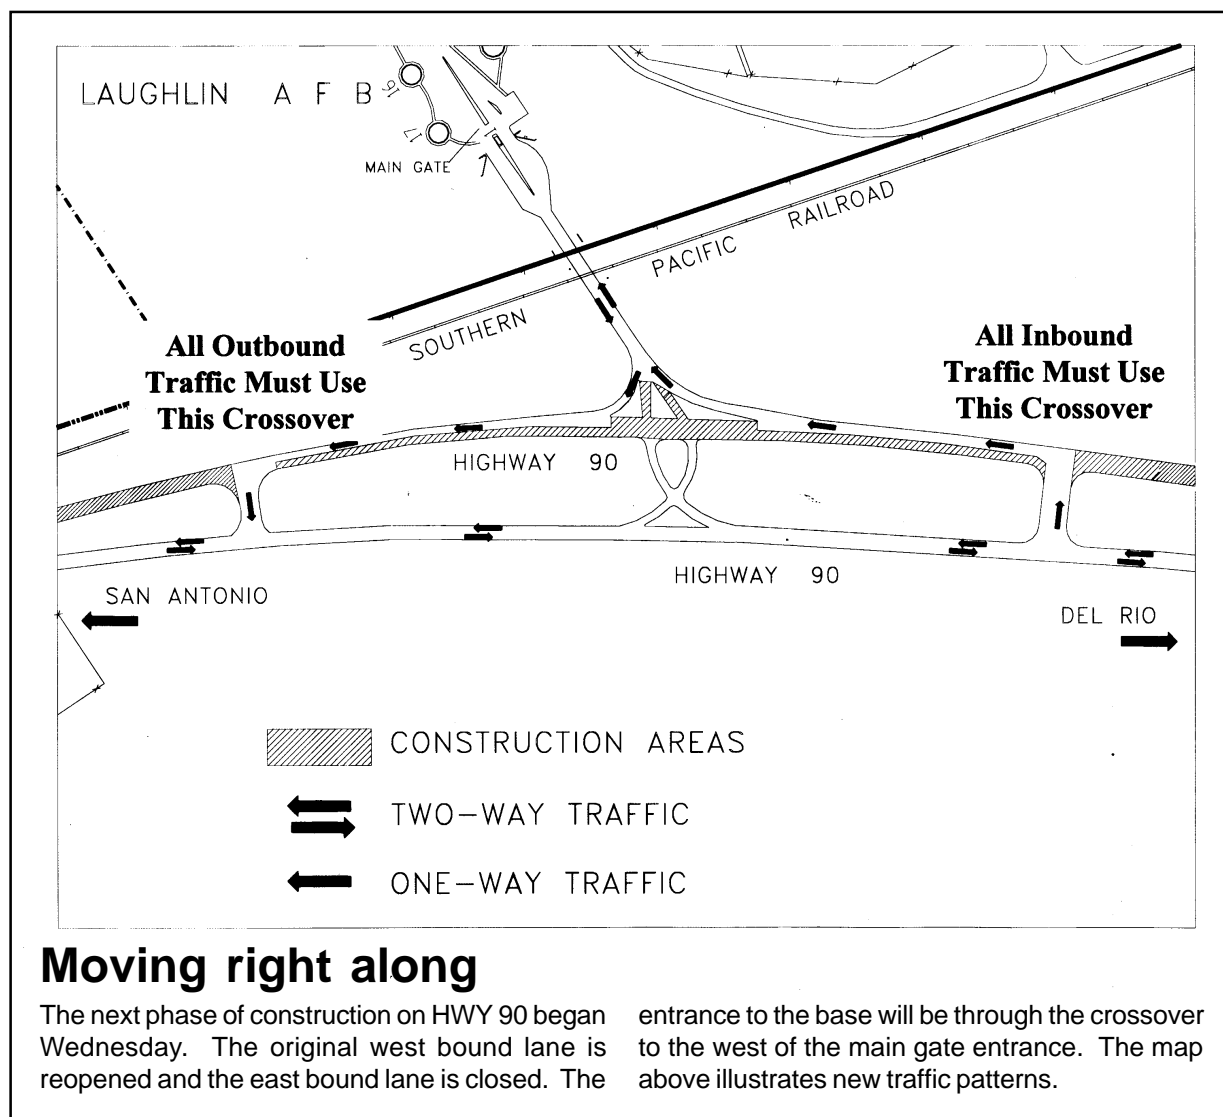 LAUGHLIN A F B
16
17
MAIN GATE
SOUTHERN PACIFIC RAILROAD
All Outbound
Traffic Must Use
This Crossover
All Inbound
Traffic Must Use
This Crossover
HIGHWAY 90
HIGHWAY 90
SAN ANTONIO
DEL RIO
CONSTRUCTION AREAS
TWO-WAY TRAFFIC
ONE-WAY TRAFFIC
Moving right along
The next phase of construction on HWY 90 began
Wednesday. The original west bound lane is
reopened and the east bound lane is closed. The
entrance to the base will be through the crossover
to the west of the main gate entrance. The map
above illustrates new traffic patterns.